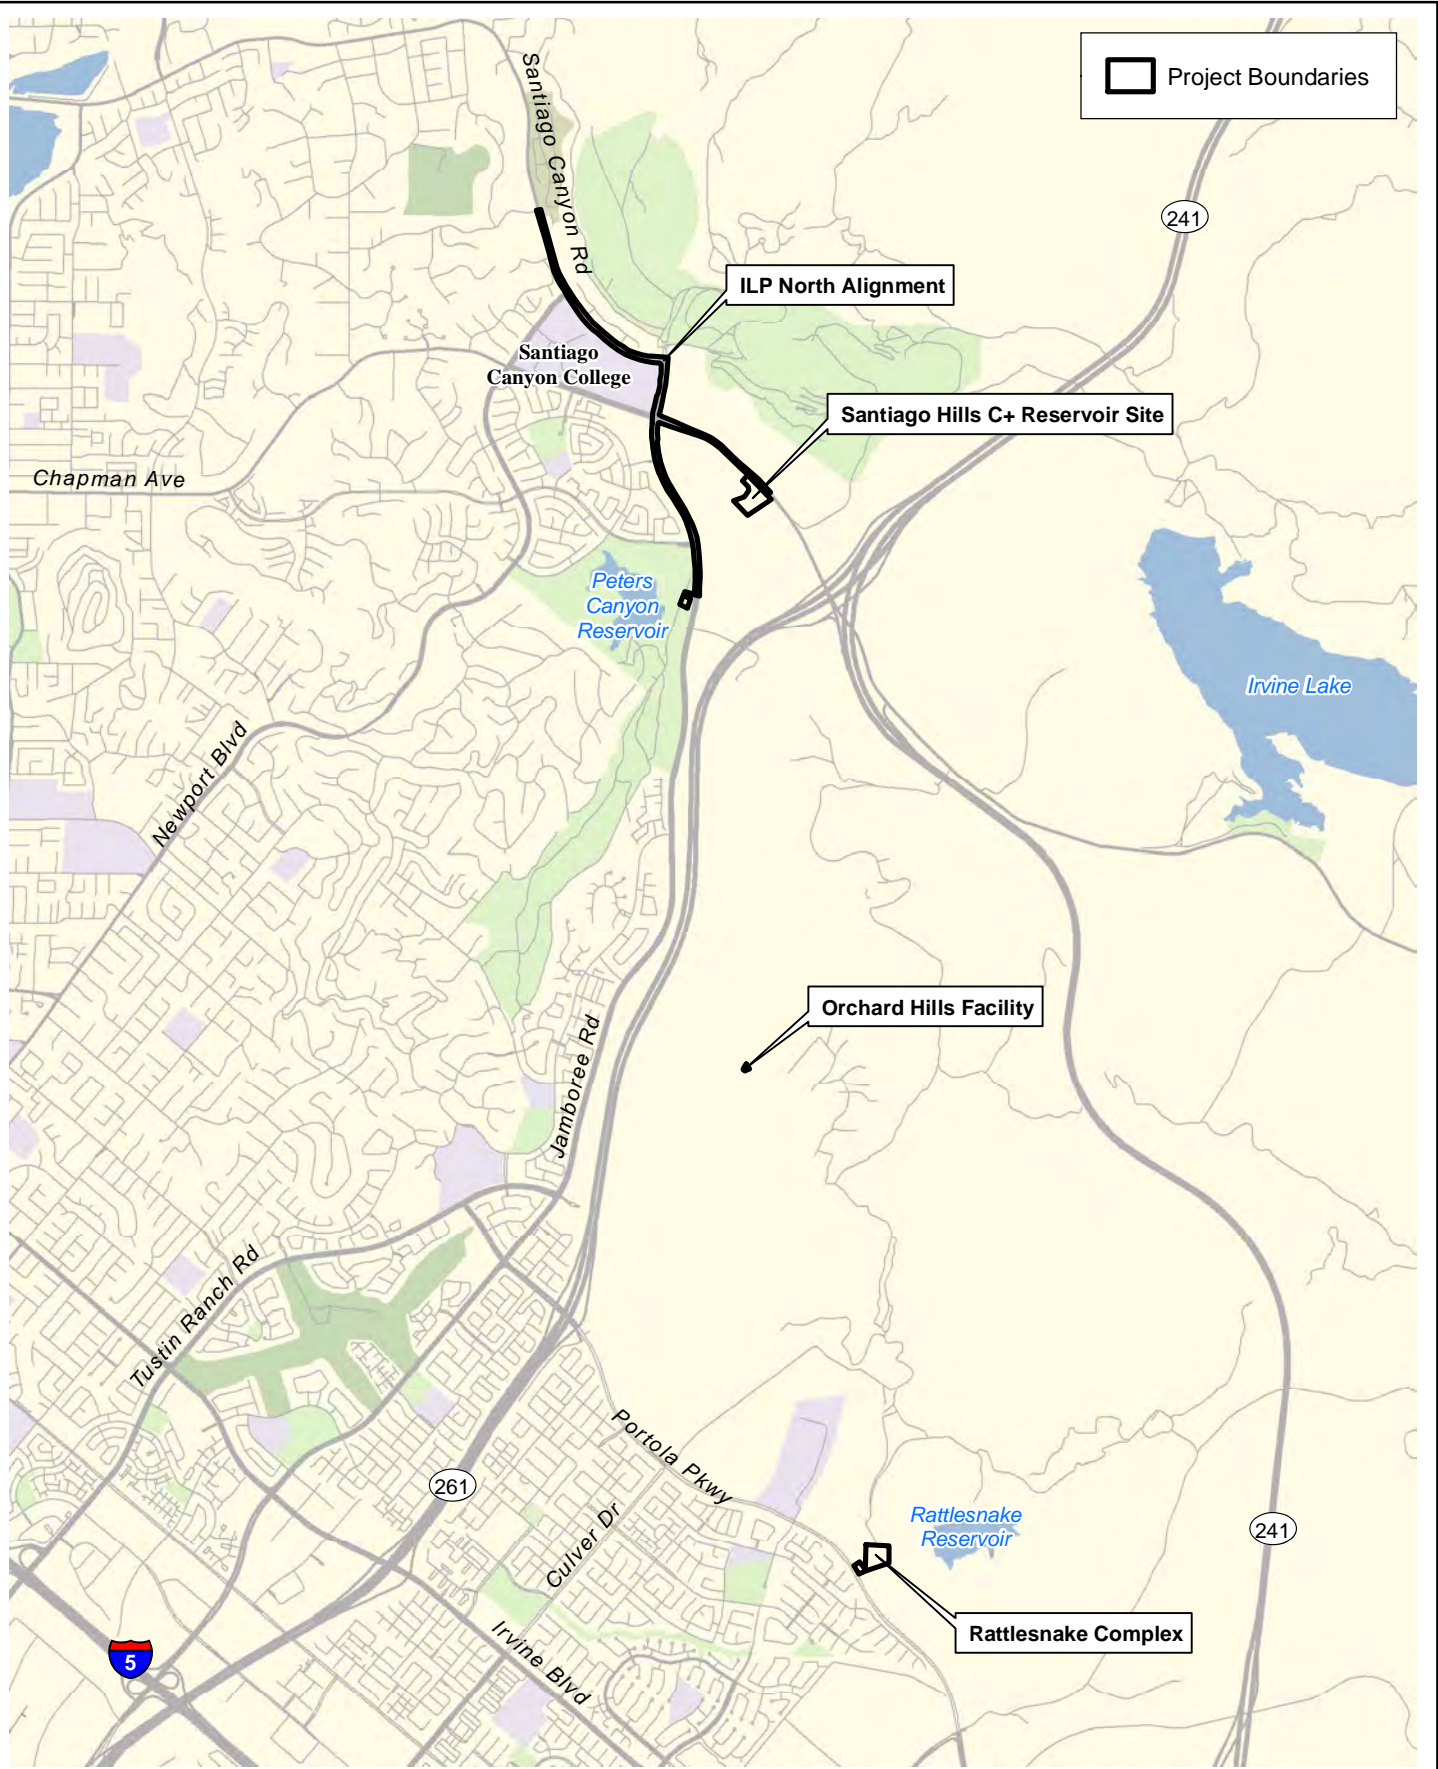 Project Boundaries
Santiago Canyon Rd
241
ILP North Alignment
Santiago
Canyon College
Santiago Hills C+ Reservoir Site
Chapman Ave
Peters
Canyon
Reservoir
Irvine Lake
Newport Blvd
Orchard Hills Facility
Jamboree Rd
Tustin Ranch Rd
Portola Pkwy
261
Culver Dr
Rattlesnake
Reservoir
241
Irvine Blvd
Rattlesnake Complex
5